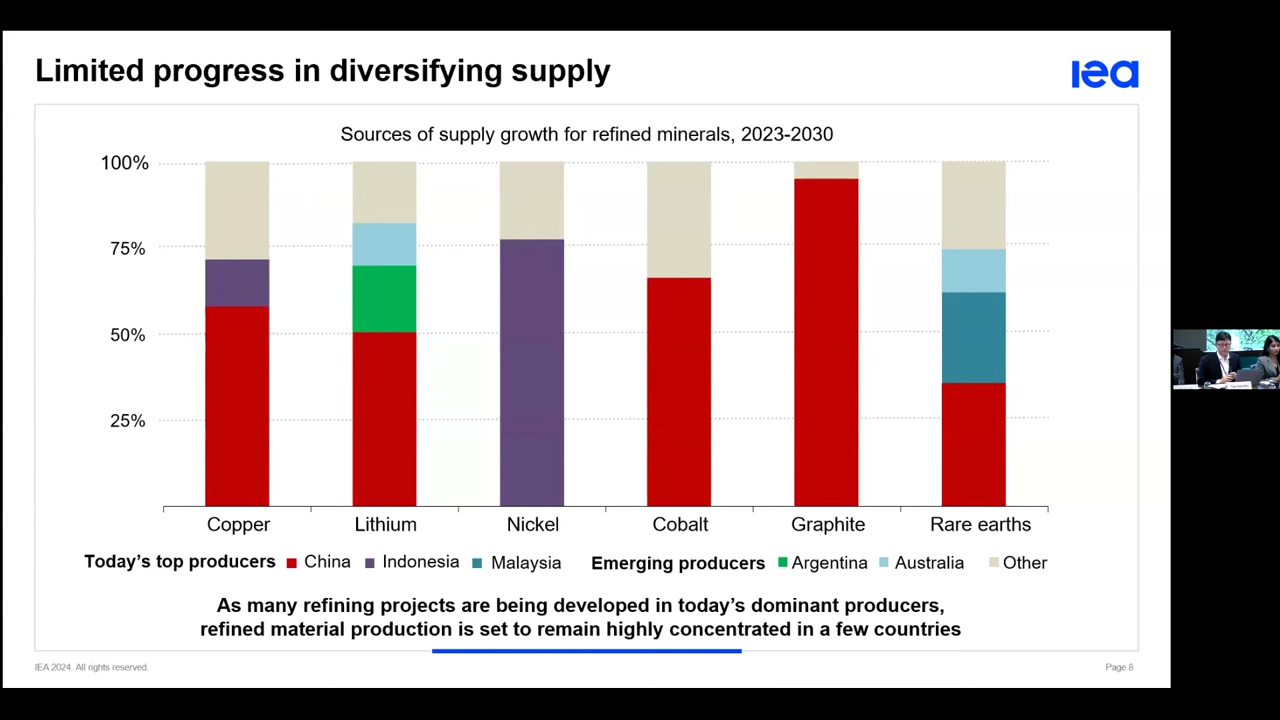 Limited progress in diversifying supply
iea
Sources of supply growth for refined minerals, 2023-2030
100%
75%
50%
25%
Copper Lithium Nickel Cobalt Graphite Rare earths
Today's top producers China Indonesia Malaysia Emerging producers Argentina Australia Other
As many refining projects are being developed in today's dominant producers,
refined material production is set to remain highly concentrated in a few countries
IEA 2024. All rights reserved.
Page 8